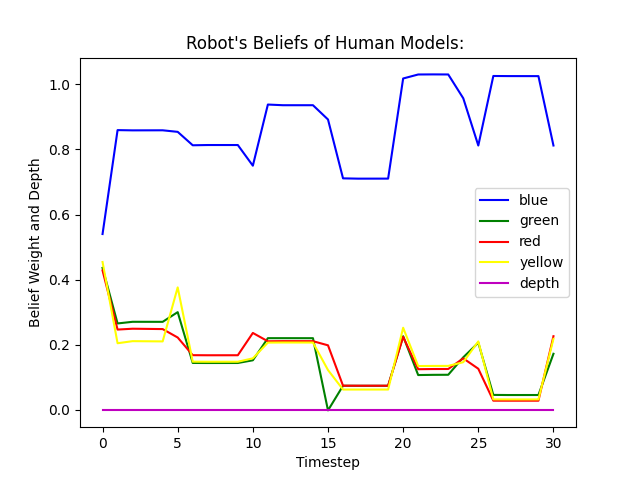 Robot's Beliefs of Human Models:
Belief Weight and Depth
1.0
0.8
0.6
0.4
0.2
0.0
blue
green
red
yellow
depth
0 5 10 15 20 25 30
Timestep